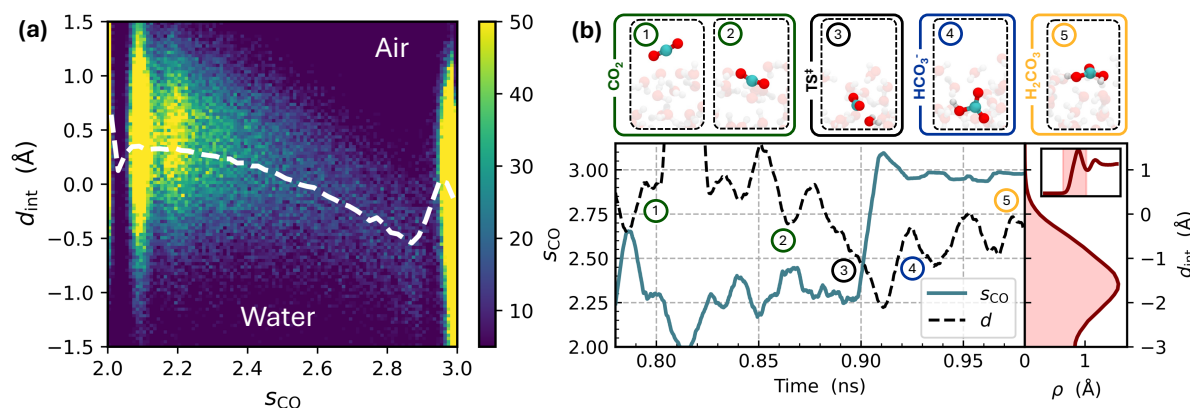 (a)
1.5
1.0
0.5
0.0
−0.5
−1.0
−1.5
d_int (Å)
Air
Water
2.0 2.2 2.4 2.6 2.8 3.0
s_CO
50
40
30
20
10
(b)
CO₂
1
2
TS‡
3
HCO₃⁻
4
H₂CO₃
5
3.00
2.75
2.50
2.25
2.00
s_CO
1
2
3
4
5
s_CO
d
0.80 0.85 0.90 0.95
Time (ns)
0 1
ρ (Å)
1
0
−1
−2
−3
d_int (Å)